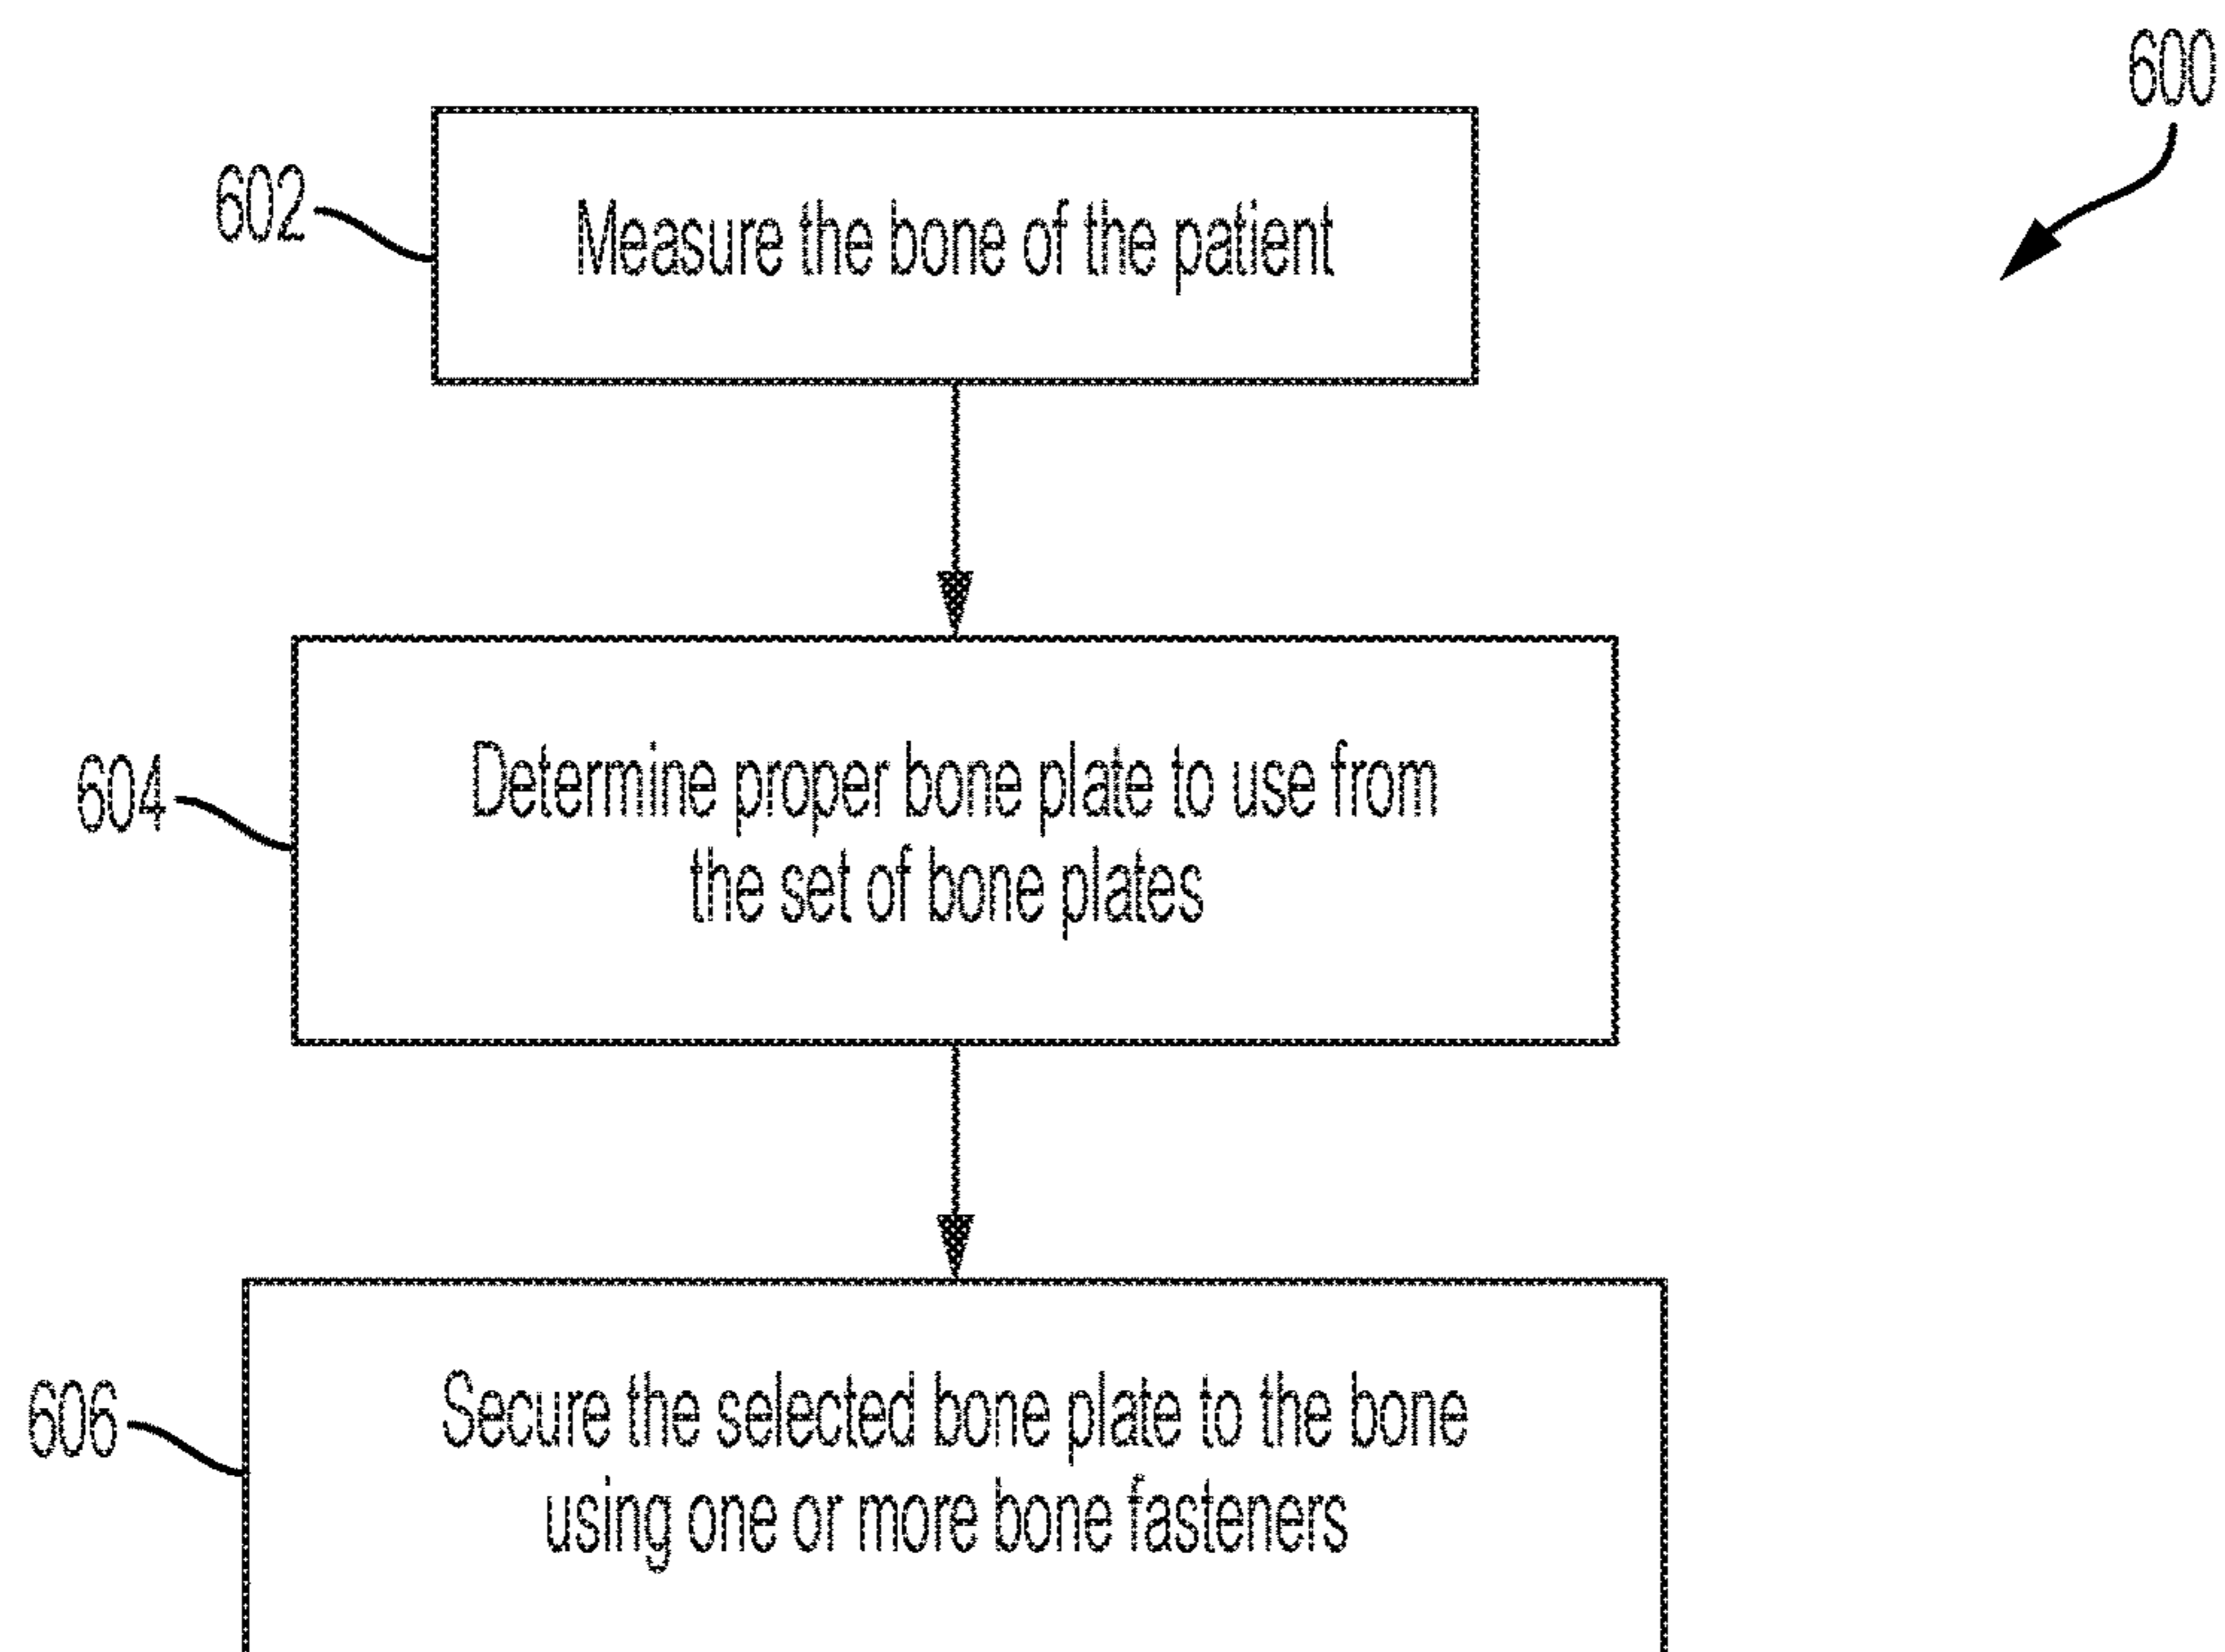 600
602
Measure the bone of the patient
604
Determine proper bone plate to use from
the set of bone plates
606
Secure the selected bone plate to the bone
using one or more bone fasteners